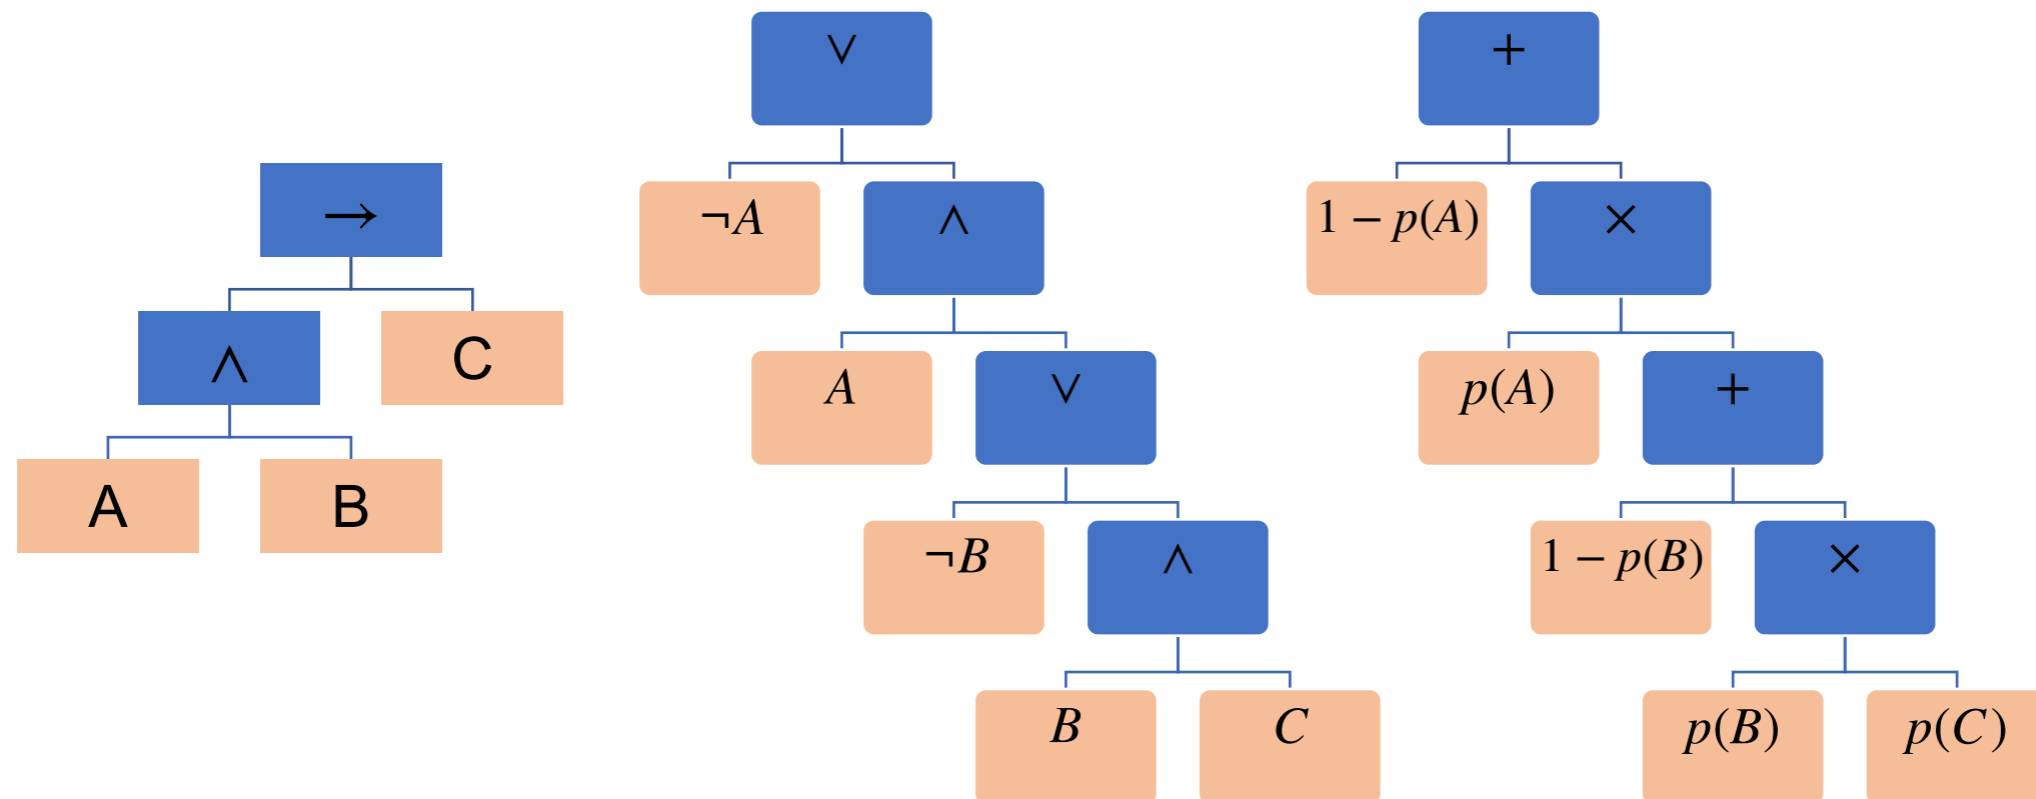 →
∧
C
A
B
∨
¬A
∧
A
∨
¬B
∧
B
C
+
1 − p(A)
×
p(A)
+
1 − p(B)
×
p(B)
p(C)